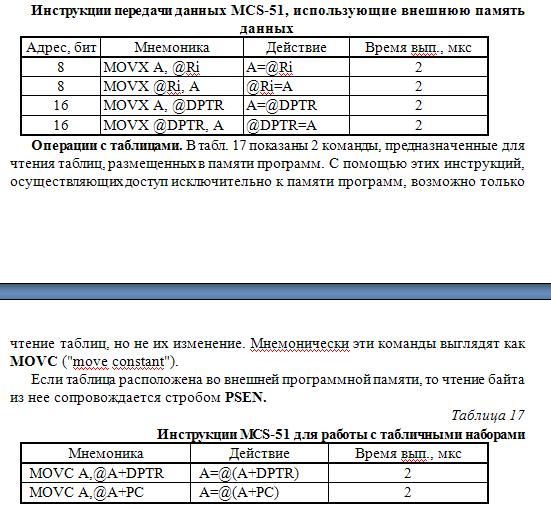 Инструкции передачи данных MCS-51, использующие внешнюю память
данных
Адрес, бит Мнемоника Действие Время вып., мкс
8 MOVX A, @Ri A=@Ri 2
8 MOVX @Ri, A @Ri=A 2
16 MOVX A, @DPTR A=@DPTR 2
16 MOVX @DPTR, A @DPTR=A 2
Операции с таблицами. В табл. 17 показаны 2 команды, предназначенные для
чтения таблиц, размещенных в памяти программ. С помощью этих инструкций,
осуществляющих доступ исключительно к памяти программ, возможно только
чтение таблиц, но не их изменение. Мнемонически эти команды выглядят как
MOVC ("move constant").
Если таблица расположена во внешней программной памяти, то чтение байта
из нее сопровождается стробом PSEN.
Таблица 17
Инструкции MCS-51 для работы с табличными наборами
Мнемоника Действие Время вып., мкс
MOVC A,@A+DPTR A=@(A+DPTR) 2
MOVC A,@A+PC A=@(A+PC) 2